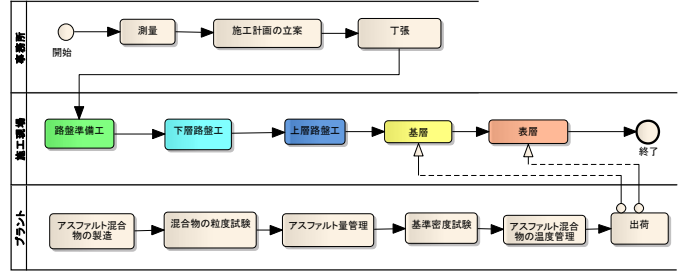 事務所
開始
測量
施工計画の立案
丁張
施工現場
路盤準備工
下層路盤工
上層路盤工
基層
表層
終了
プラント
アスファルト混合
物の製造
混合物の粒度試験
アスファルト量管理
基準密度試験
アスファルト混合
物の温度管理
出荷